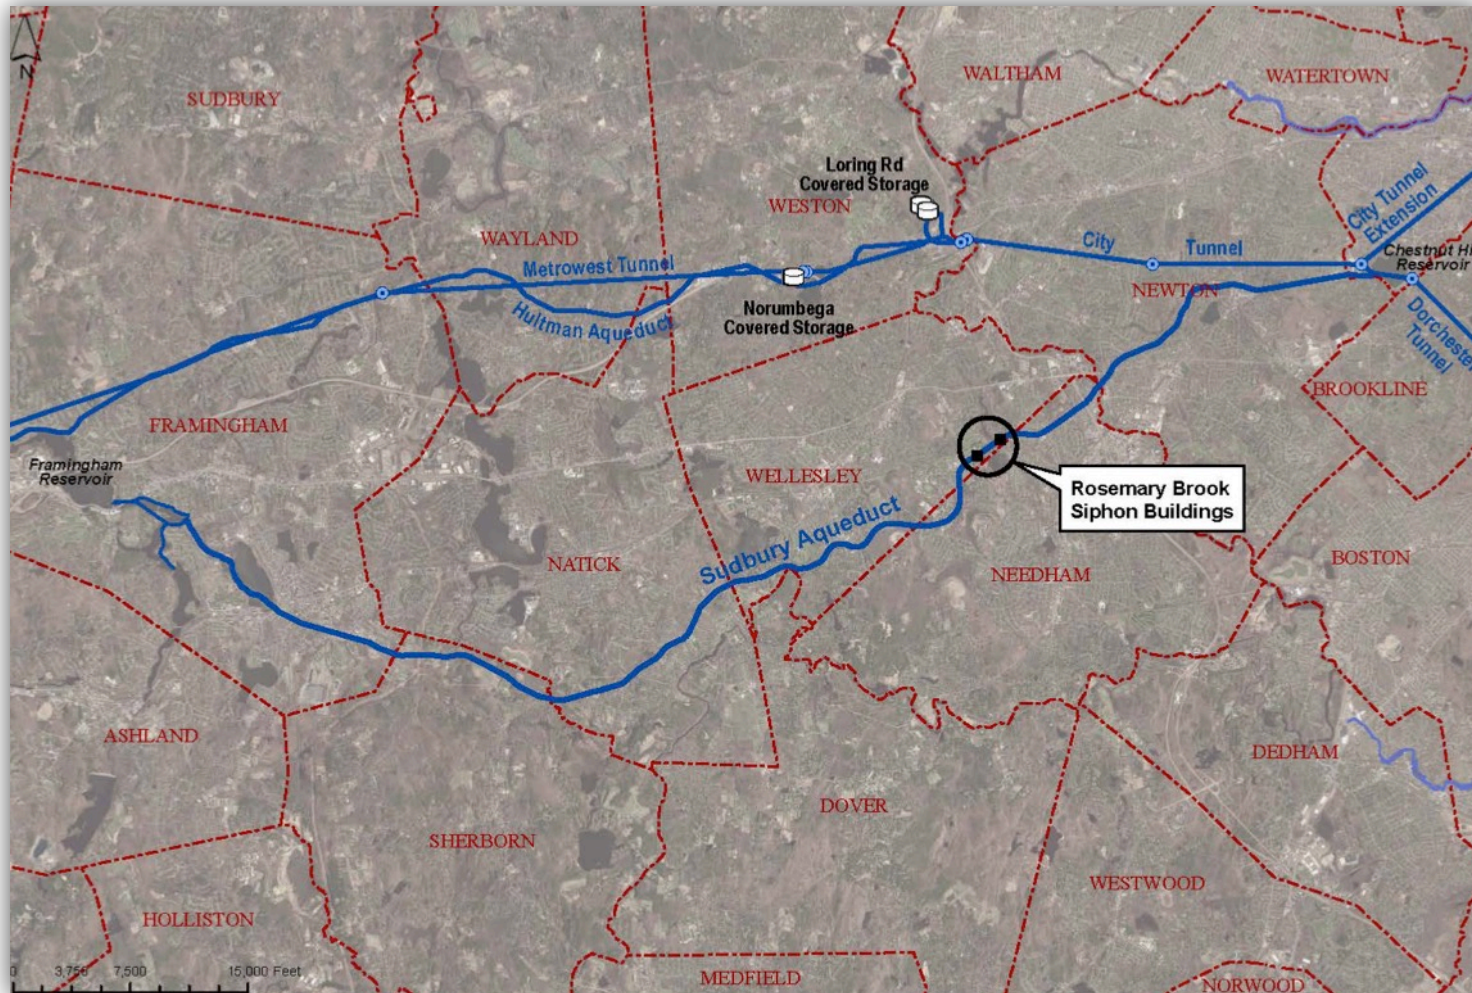 N
SUDBURY
WALTHAM
WATERTOWN
Loring Rd
Covered Storage
WESTON
WAYLAND
Metrowest Tunnel
Hultman Aqueduct
Norumbega
Covered Storage
City
Tunnel
City Tunnel
Extension
Reservoir
NEWTON
Tunnel
BROOKLINE
FRAMINGHAM
Framingham
Reservoir
WELLESLEY
Rosemary Brook
Siphon Buildings
Sudbury Aqueduct
NATICK
NEEDHAM
BOSTON
ASHLAND
DEDHAM
DOVER
SHERBORN
WESTWOOD
HOLLISTON
0 3,750 7,500 15,000 Feet
MEDFIELD
NORWOOD